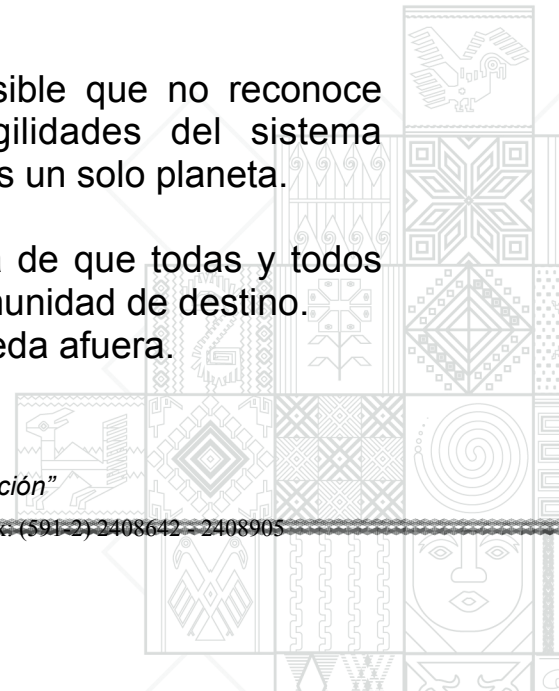 sible que no reconoce
gilidades del sistema
s un solo planeta.
de que todas y todos
munidad de destino.
eda afuera.
ción”
x: (591-2) 2408642 - 2408905